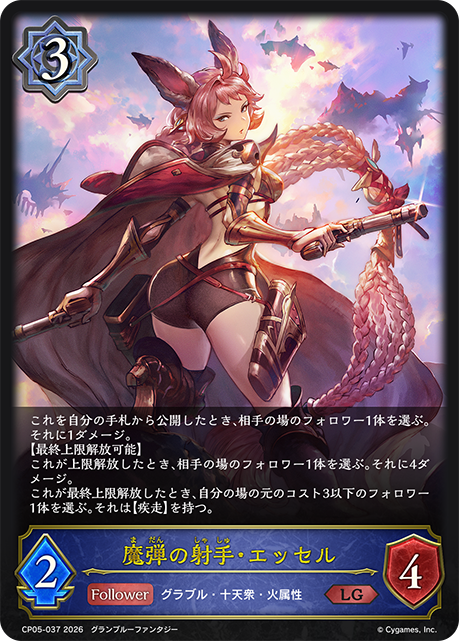 3
これを自分の手札から公開したとき、相手の場のフォロワー1体を選ぶ。
それに1ダメージ。
【最終上限解放可能】
これが上限解放したとき、相手の場のフォロワー1体を選ぶ。それに4ダ
メージ。
これが最終上限解放したとき、自分の場の元のコスト3以下のフォロワー
1体を選ぶ。それは【疾走】を持つ。
まだん しゃしゅ
魔弾の射手・エッセル
2
Follower グラブル・十天衆・火属性 LG
4
CP05-037 2026 グランブルーファンタジー © Cygames, Inc.